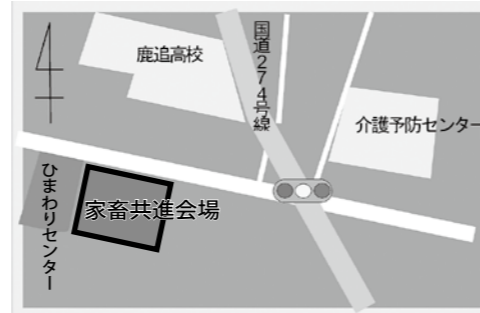 鹿追高校
国道274号線
介護予防センター
ひまわりセンター
家畜共進会場